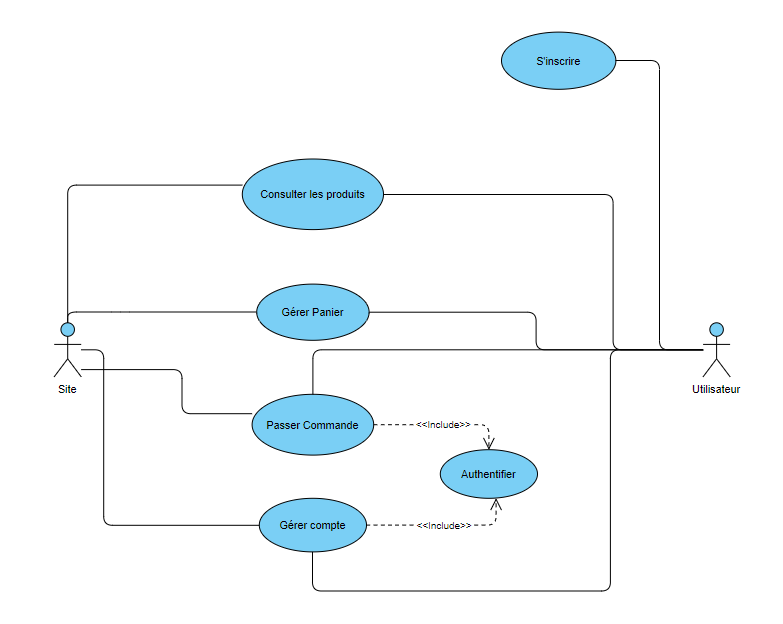 S'inscrire
Consulter les produits
Gérer Panier
Site
Utilisateur
Passer Commande
<<Include>>
Authentifier
Gérer compte
<<Include>>